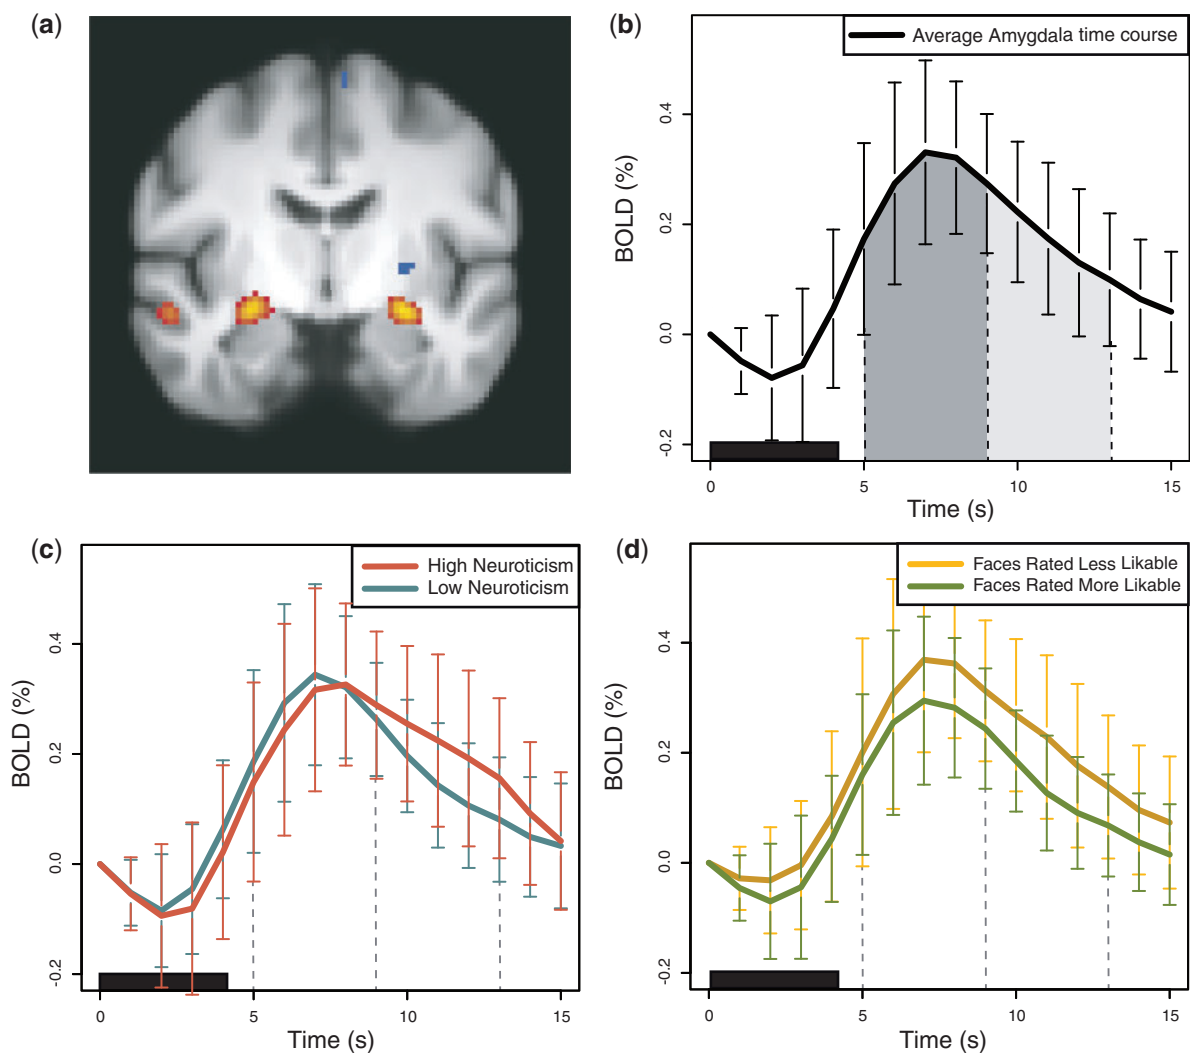 (a)
(b)
Average Amygdala time course
BOLD (%)
0.4
0.2
0.0
-0.2
0
5
10
15
Time (s)
(c)
High Neuroticism
Low Neuroticism
BOLD (%)
0.4
0.2
0.0
-0.2
0
5
10
15
Time (s)
(d)
Faces Rated Less Likable
Faces Rated More Likable
BOLD (%)
0.4
0.2
0.0
-0.2
0
5
10
15
Time (s)